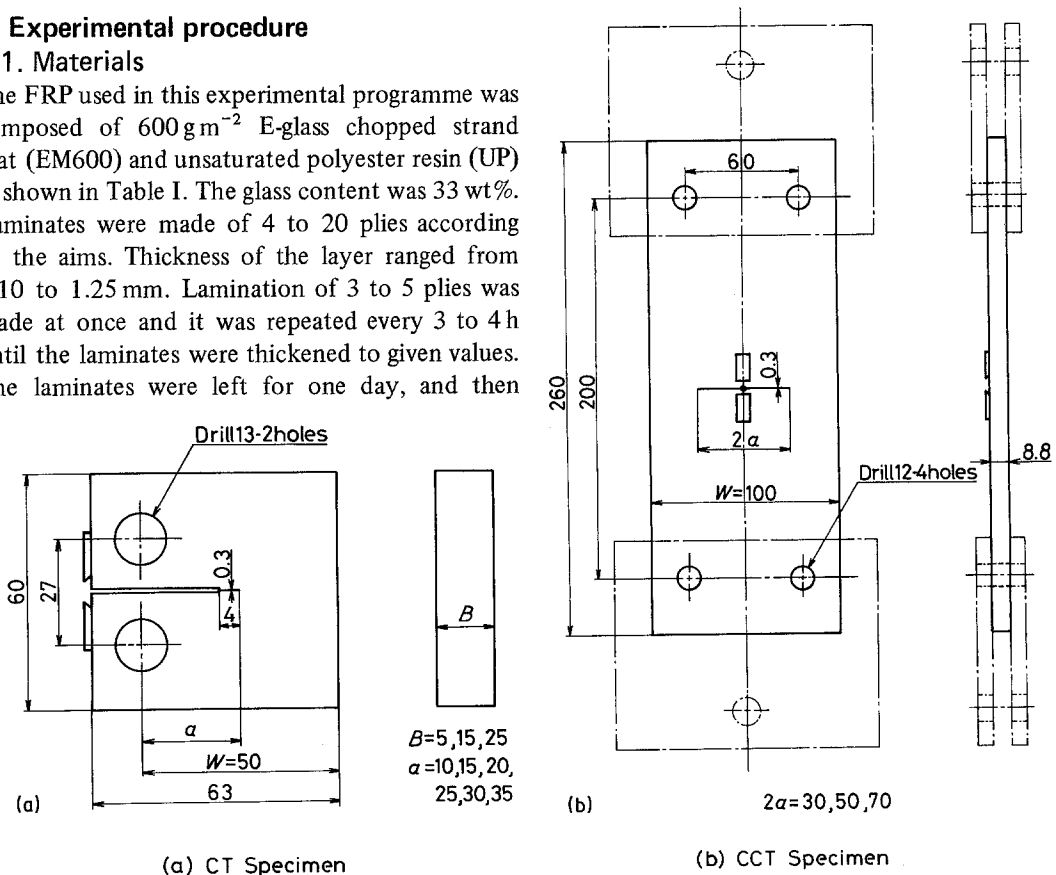 Experimental procedure
1. Materials
he FRP used in this experimental programme was
mposed of 600 g m⁻² E-glass chopped strand
at (EM600) and unsaturated polyester resin (UP)
shown in Table I. The glass content was 33 wt%.
aminates were made of 4 to 20 plies according
the aims. Thickness of the layer ranged from
10 to 1.25 mm. Lamination of 3 to 5 plies was
ade at once and it was repeated every 3 to 4 h
ntil the laminates were thickened to given values.
he laminates were left for one day, and then
Drill13-2holes
60
27
0.3
4
a
W=50
63
(a)
B
B=5,15,25
a=10,15,20,
25,30,35
(a) CT Specimen
60
260
200
0.3
2a
W=100
8.8
Drill12-4holes
(b)
2a=30,50,70
(b) CCT Specimen